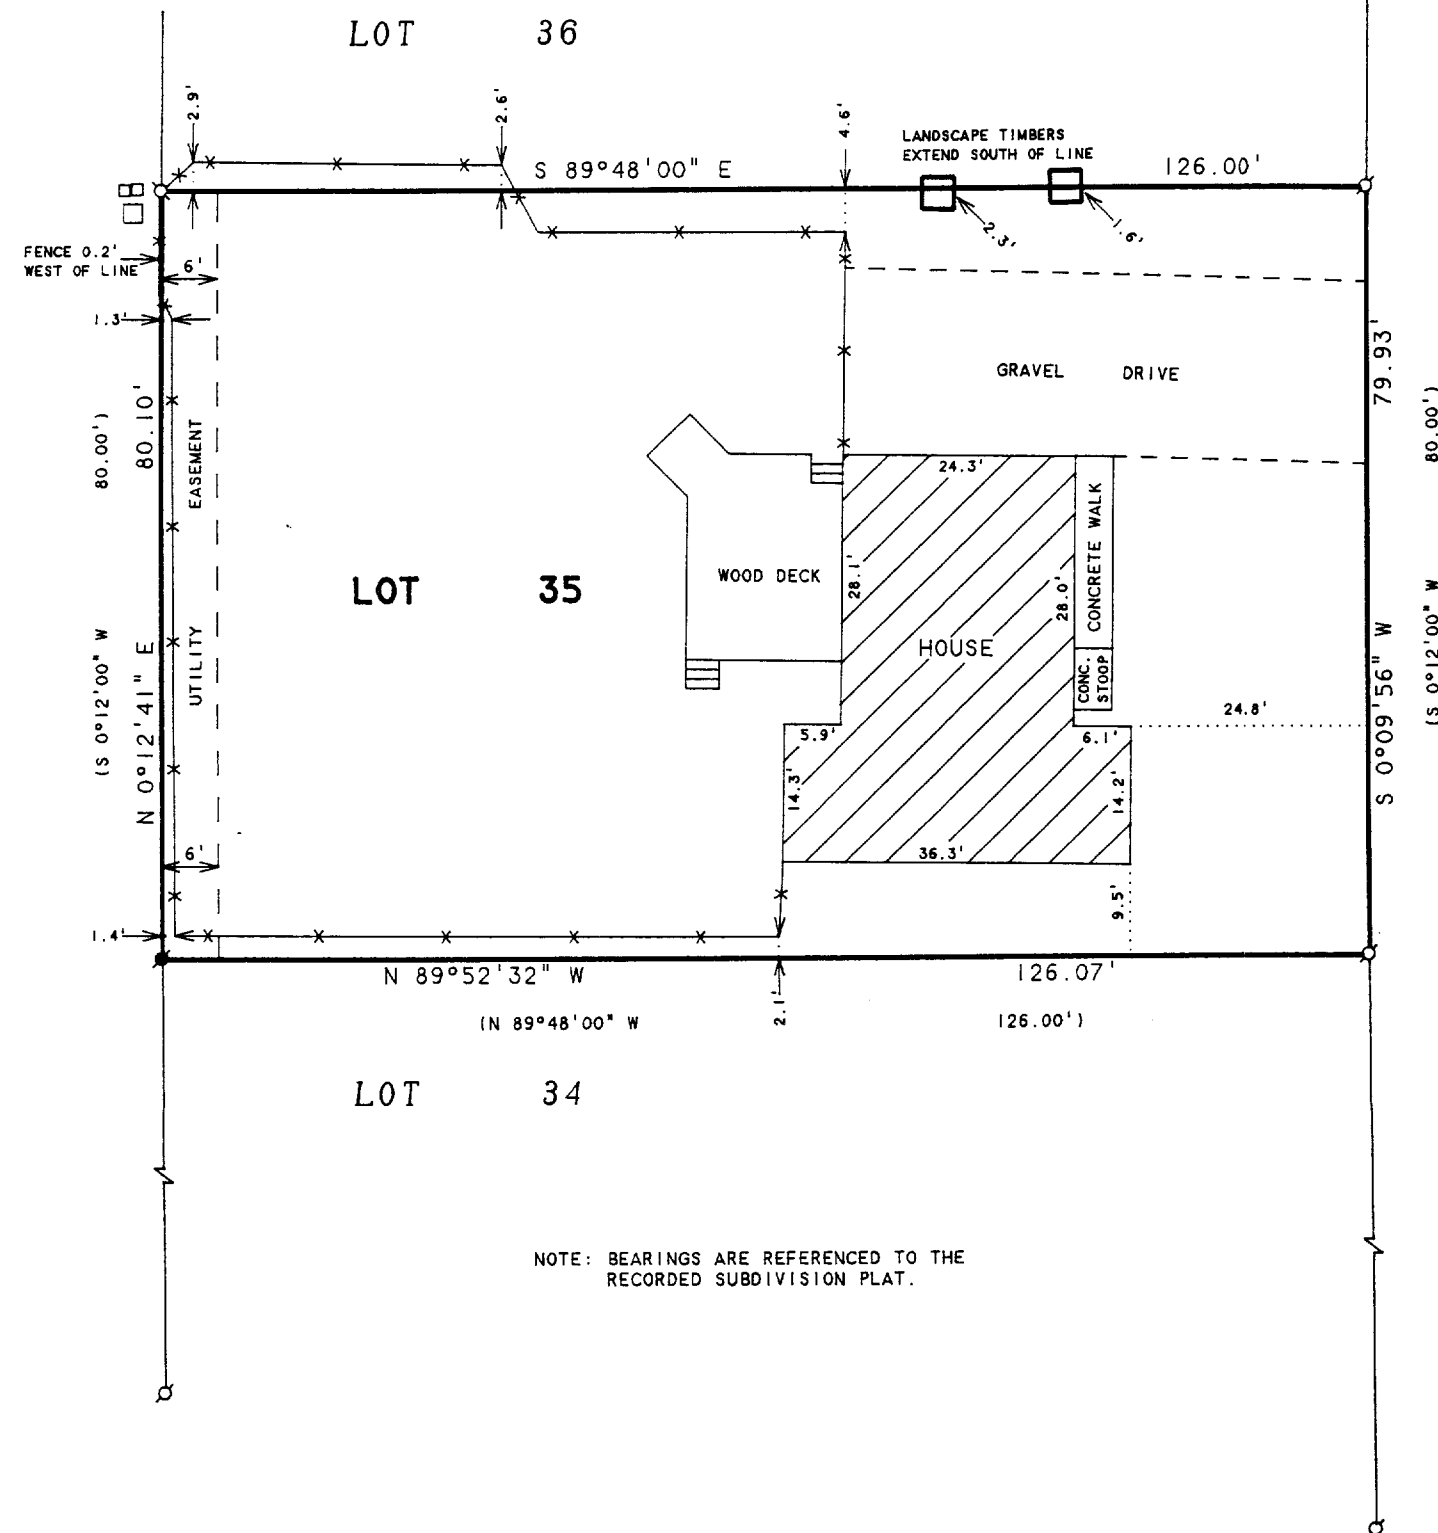 LOT 36
2.9'
2.6'
4.6'
LANDSCAPE TIMBERS
EXTEND SOUTH OF LINE
S 89°48'00" E
126.00'
2.3'
1.6'
FENCE 0.2'
WEST OF LINE
6'
1.3'
GRAVEL DRIVE
79.93'
S 0°09'56" W
80.00')
(S 0°12'00" W
80.10'
N 0°12'41" E
80.00')
(S 0°12'00" W
UTILITY EASEMENT
24.3'
WOOD DECK
28.1'
28.0'
CONCRETE WALK
LOT 35
HOUSE
CONC.
STOOP
24.8'
5.9'
6.1'
14.3'
14.2'
36.3'
6'
9.5'
1.4'
N 89°52'32" W
126.07'
2.1'
(N 89°48'00" W
126.00')
LOT 34
NOTE: BEARINGS ARE REFERENCED TO THE
RECORDED SUBDIVISION PLAT.